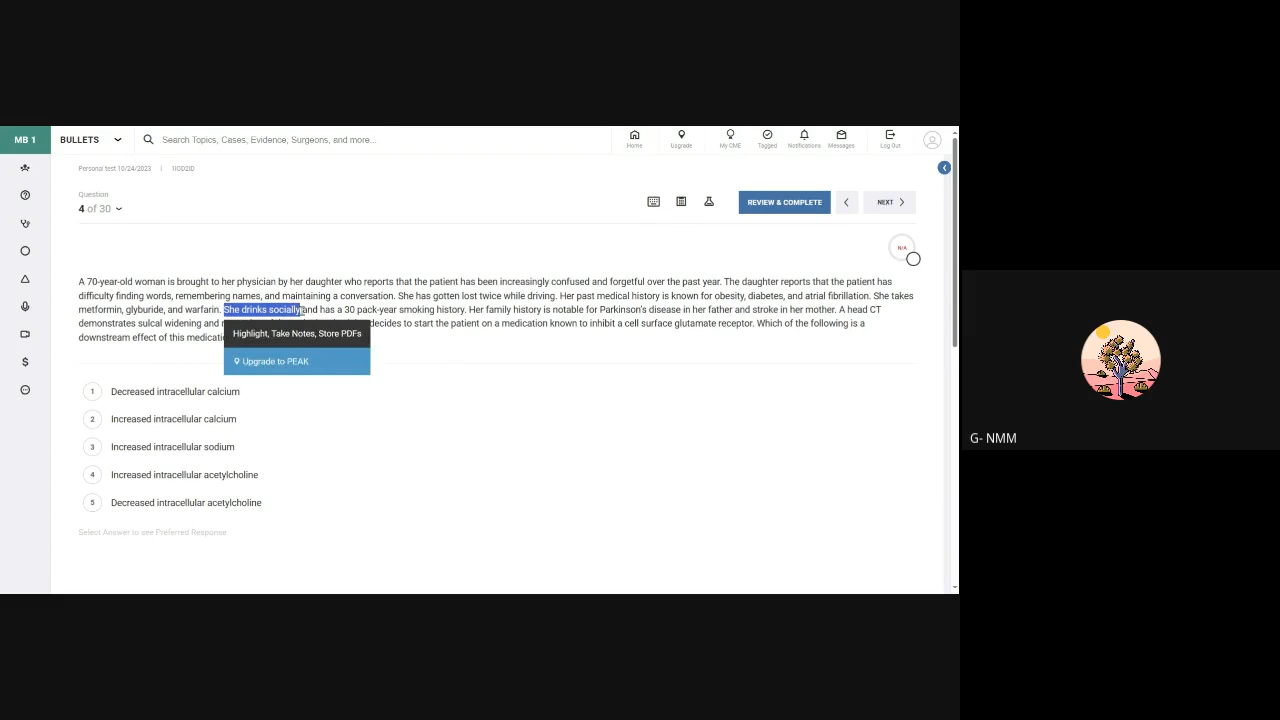 MB 1
BULLETS
Search Topics, Cases, Evidence, Surgeons, and more...
Home
Upgrade
My CME
Tagged
Notifications
Messages
Log Out
Personal test 10/24/2023 |
Question
4 of 30
REVIEW & COMPLETE
NEXT
N/A
A 70-year-old woman is brought to her physician by her daughter who reports that the patient has been increasingly confused and forgetful over the past year. The daughter reports that the patient has
difficulty finding words, remembering names, and maintaining a conversation. She has gotten lost twice while driving. Her past medical history is known for obesity, diabetes, and atrial fibrillation. She takes
metformin, glyburide, and warfarin. She drinks socially and has a 30 pack-year smoking history. Her family history is notable for Parkinson's disease in her father and stroke in her mother. A head CT
demonstrates sulcal widening and decides to start the patient on a medication known to inhibit a cell surface glutamate receptor. Which of the following is a
downstream effect of this
Highlight, Take Notes, Store PDFs
Upgrade to PEAK
1 Decreased intracellular calcium
2 Increased intracellular calcium
3 Increased intracellular sodium
4 Increased intracellular acetylcholine
5 Decreased intracellular acetylcholine
Select Answer to see Preferred Response
G- NMM